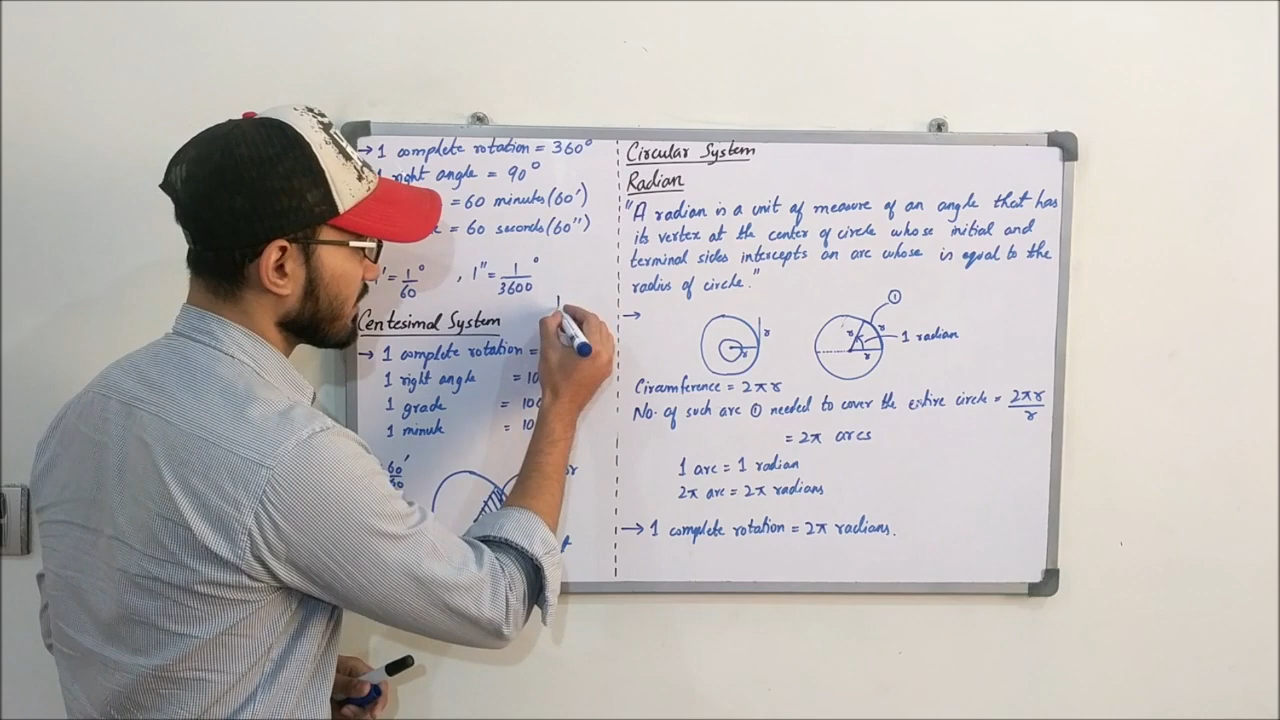 → 1 complete rotation = 360°
right angle = 90°
= 60 minutes (60')
= 60 seconds (60'')
' = 1/60 ° , 1'' = 1/3600 °
Centesimal System
→ 1 complete rotation =
1 right angle = 10
1 grade = 100
1 minute = 10
60'
Circular System
Radian
"A radian is a unit of measure of an angle that has
its vertex at the center of circle whose initial and
terminal sides intercepts an arc whose is equal to the
radius of circle."
→
r
r
1
r
r
r
1 radian
Circumference = 2πr
No. of such arc ① needed to cover the entire circle = 2πr/r
= 2π arcs
1 arc = 1 radian
2π arc = 2π radians
→ 1 complete rotation = 2π radians.